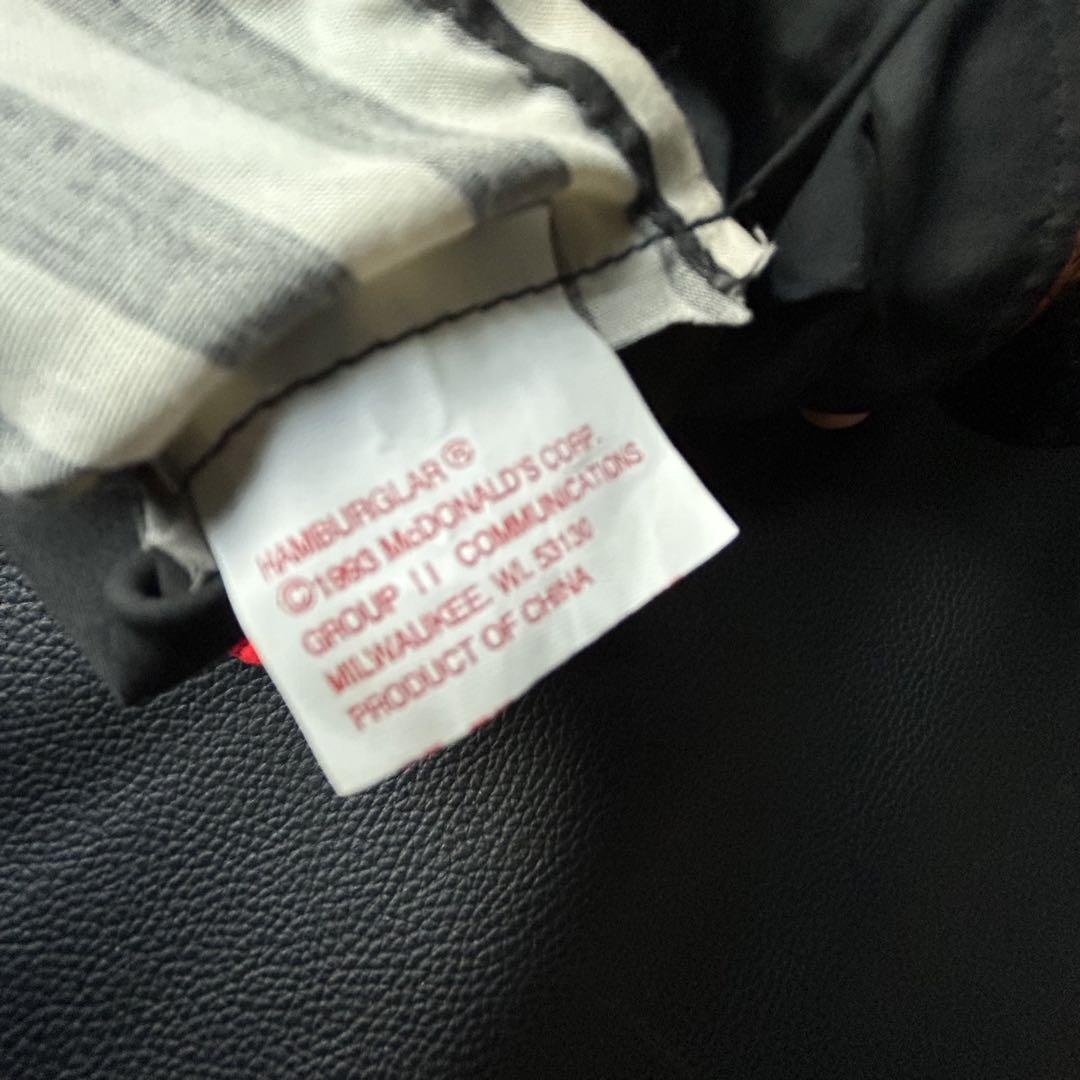 HAMBURGLAR ®
©1993 McDONALD'S CORP.
GROUP II COMMUNICATIONS
MILWAUKEE. WI. 53130
PRODUCT OF CHINA